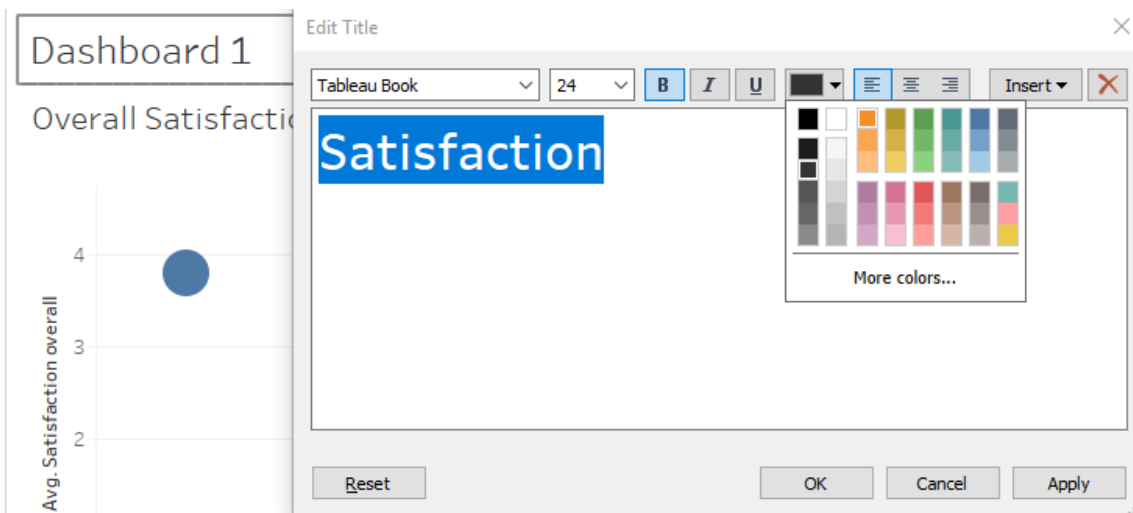 Dashboard 1
Overall Satisfactio
4
3
2
Avg. Satisfaction overall
Edit Title
Tableau Book
24
B
I
U
Insert
Satisfaction
More colors...
Reset
OK
Cancel
Apply